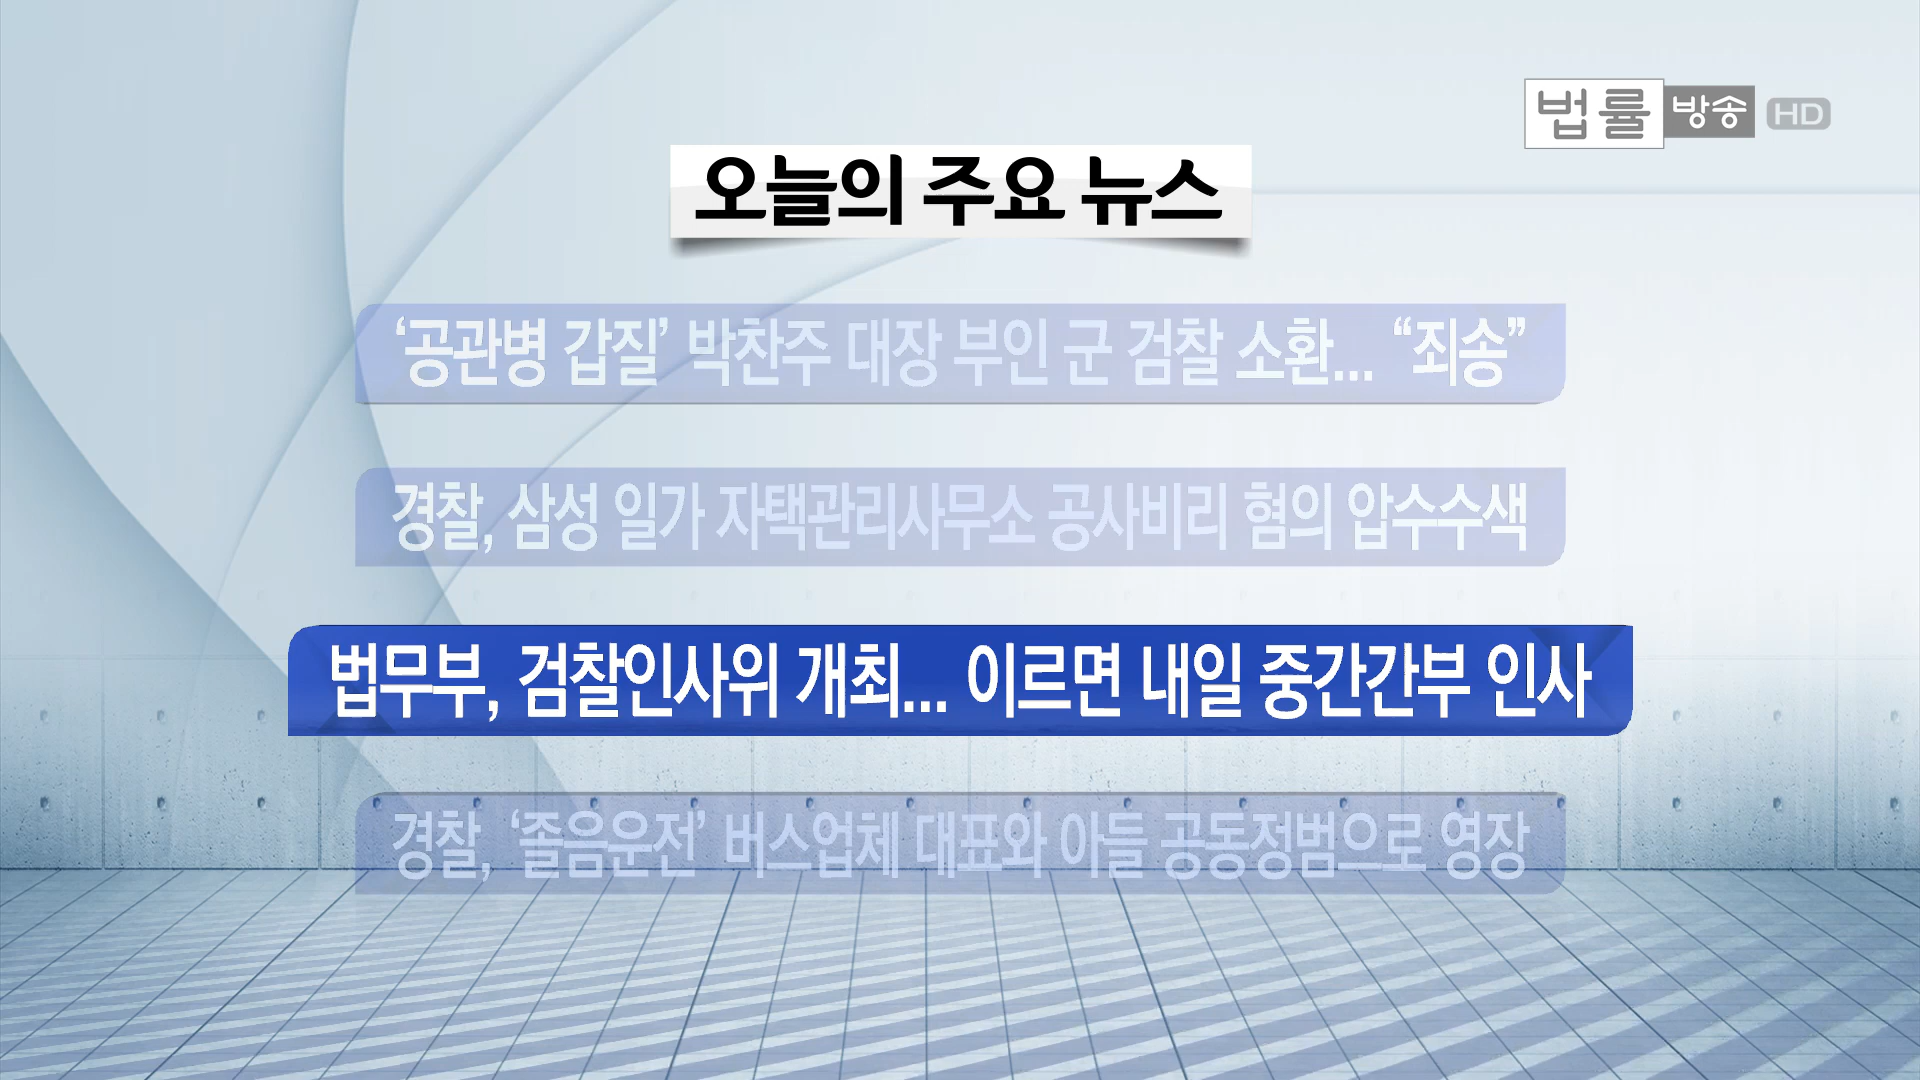 법률방송 HD
오늘의 주요 뉴스
‘공관병 갑질’ 박찬주 대장 부인 군 검찰 소환... “죄송”
경찰, 삼성 일가 자택관리사무소 공사비리 혐의 압수수색
법무부, 검찰인사위 개최... 이르면 내일 중간간부 인사
경찰, ‘졸음운전’ 버스업체 대표와 아들 공동정범으로 영장